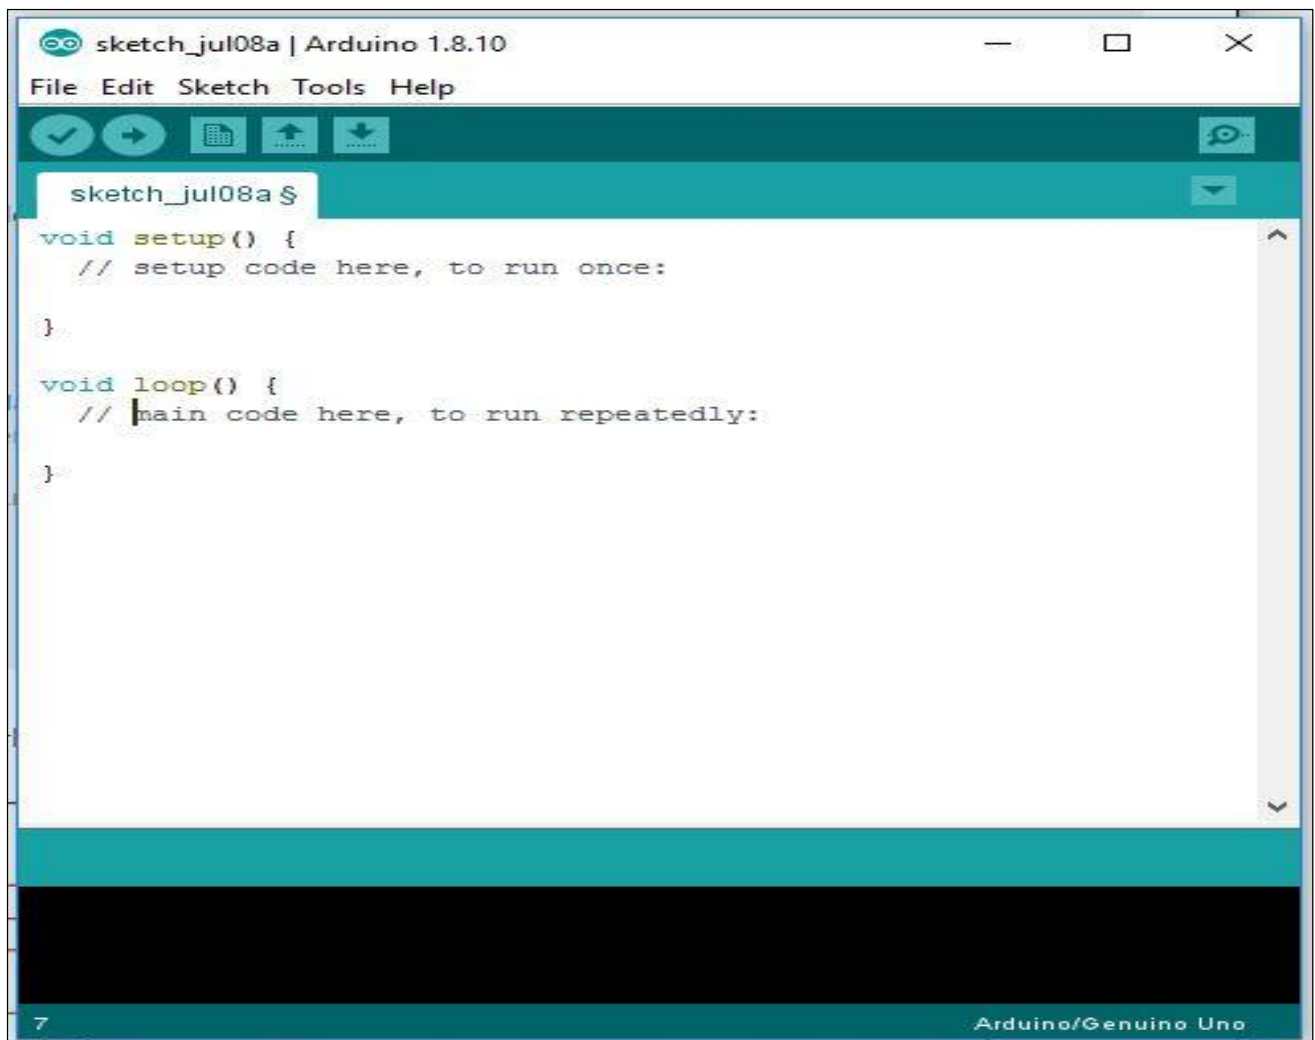 sketch_jul08a | Arduino 1.8.10
File Edit Sketch Tools Help
sketch_jul08a §
void setup() {
  // setup code here, to run once:
}
void loop() {
  // main code here, to run repeatedly:
}
7
Arduino/Genuino Uno